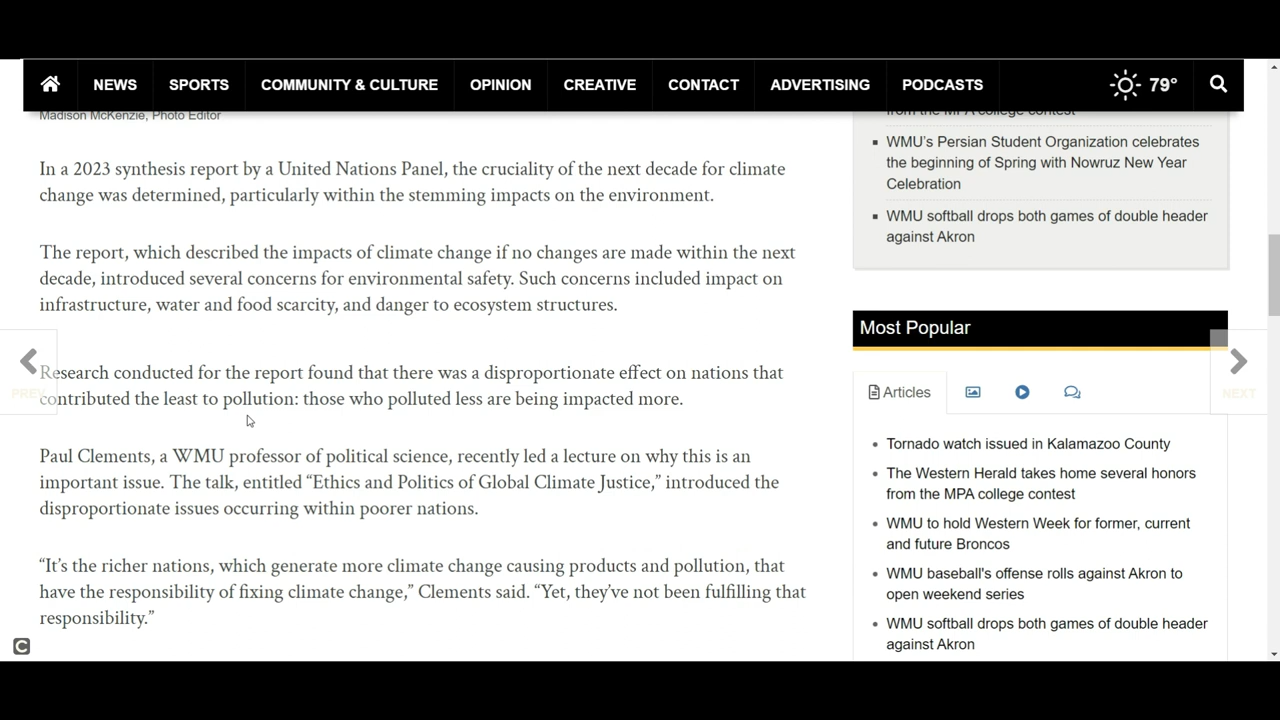 NEWS
SPORTS
COMMUNITY & CULTURE
OPINION
CREATIVE
CONTACT
ADVERTISING
PODCASTS
79°
Madison McKenzie, Photo Editor
In a 2023 synthesis report by a United Nations Panel, the cruciality of the next decade for climate
change was determined, particularly within the stemming impacts on the environment.
The report, which described the impacts of climate change if no changes are made within the next
decade, introduced several concerns for environmental safety. Such concerns included impact on
infrastructure, water and food scarcity, and danger to ecosystem structures.
Research conducted for the report found that there was a disproportionate effect on nations that
contributed the least to pollution: those who polluted less are being impacted more.
Paul Clements, a WMU professor of political science, recently led a lecture on why this is an
important issue. The talk, entitled “Ethics and Politics of Global Climate Justice,” introduced the
disproportionate issues occurring within poorer nations.
“It’s the richer nations, which generate more climate change causing products and pollution, that
have the responsibility of fixing climate change,” Clements said. “Yet, they’ve not been fulfilling that
responsibility.”
PREV
from the MPA college contest
WMU’s Persian Student Organization celebrates
the beginning of Spring with Nowruz New Year
Celebration
WMU softball drops both games of double header
against Akron
Most Popular
NEXT
Articles
Tornado watch issued in Kalamazoo County
The Western Herald takes home several honors
from the MPA college contest
WMU to hold Western Week for former, current
and future Broncos
WMU baseball's offense rolls against Akron to
open weekend series
WMU softball drops both games of double header
against Akron
C